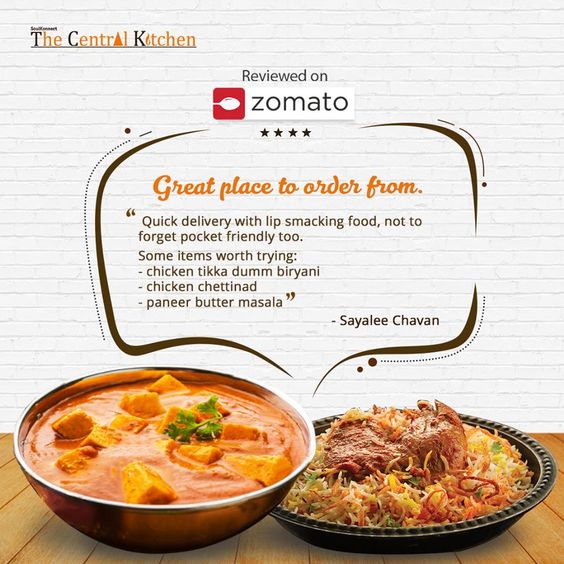 SoulKonnect
The Central Kitchen
Reviewed on
zomato
Great place to order from.
“ Quick delivery with lip smacking food, not to
forget pocket friendly too.
Some items worth trying:
- chicken tikka dumm biryani
- chicken chettinad
- paneer butter masala ”
- Sayalee Chavan